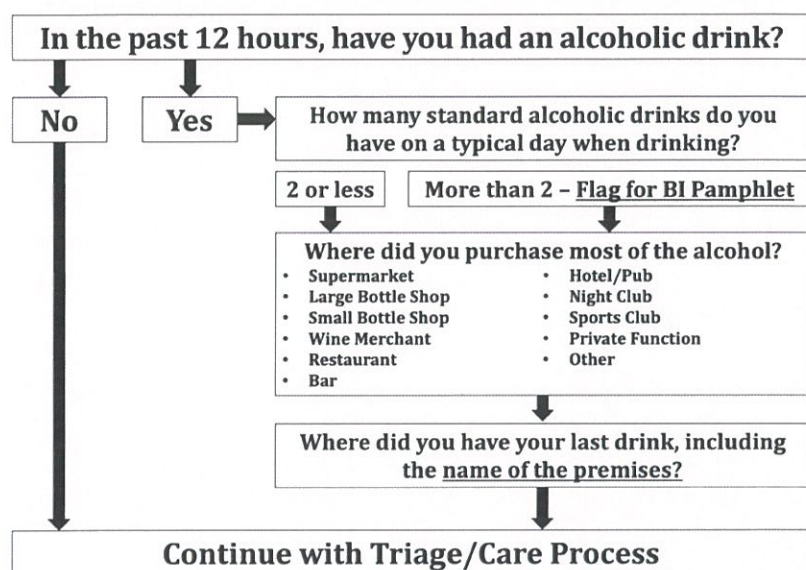 In the past 12 hours, have you had an alcoholic drink?
No
Yes
How many standard alcoholic drinks do you
have on a typical day when drinking?
2 or less
More than 2 – Flag for BI Pamphlet
Where did you purchase most of the alcohol?
• Supermarket
• Large Bottle Shop
• Small Bottle Shop
• Wine Merchant
• Restaurant
• Bar
• Hotel/Pub
• Night Club
• Sports Club
• Private Function
• Other
Where did you have your last drink, including
the name of the premises?
Continue with Triage/Care Process